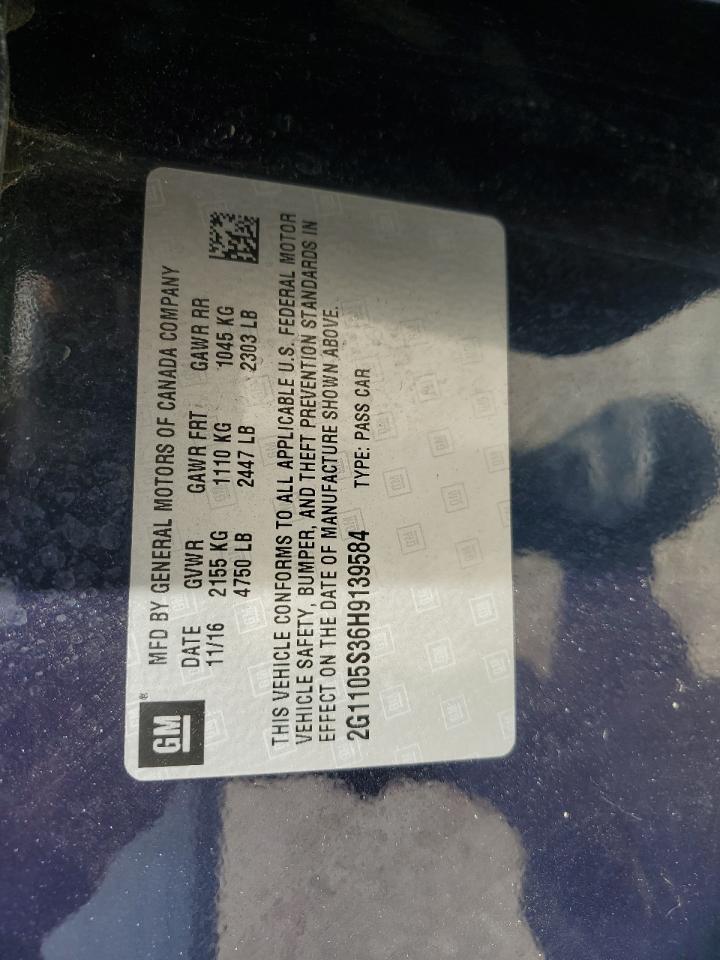 GM®
MFD BY GENERAL MOTORS OF CANADA COMPANY
DATE GVWR GAWR FRT GAWR RR
11/16 2155 KG 1110 KG 1045 KG
4750 LB 2447 LB 2303 LB
THIS VEHICLE CONFORMS TO ALL APPLICABLE U.S. FEDERAL MOTOR
VEHICLE SAFETY, BUMPER, AND THEFT PREVENTION STANDARDS IN
EFFECT ON THE DATE OF MANUFACTURE SHOWN ABOVE.
2G1105S36H9139584 TYPE: PASS CAR